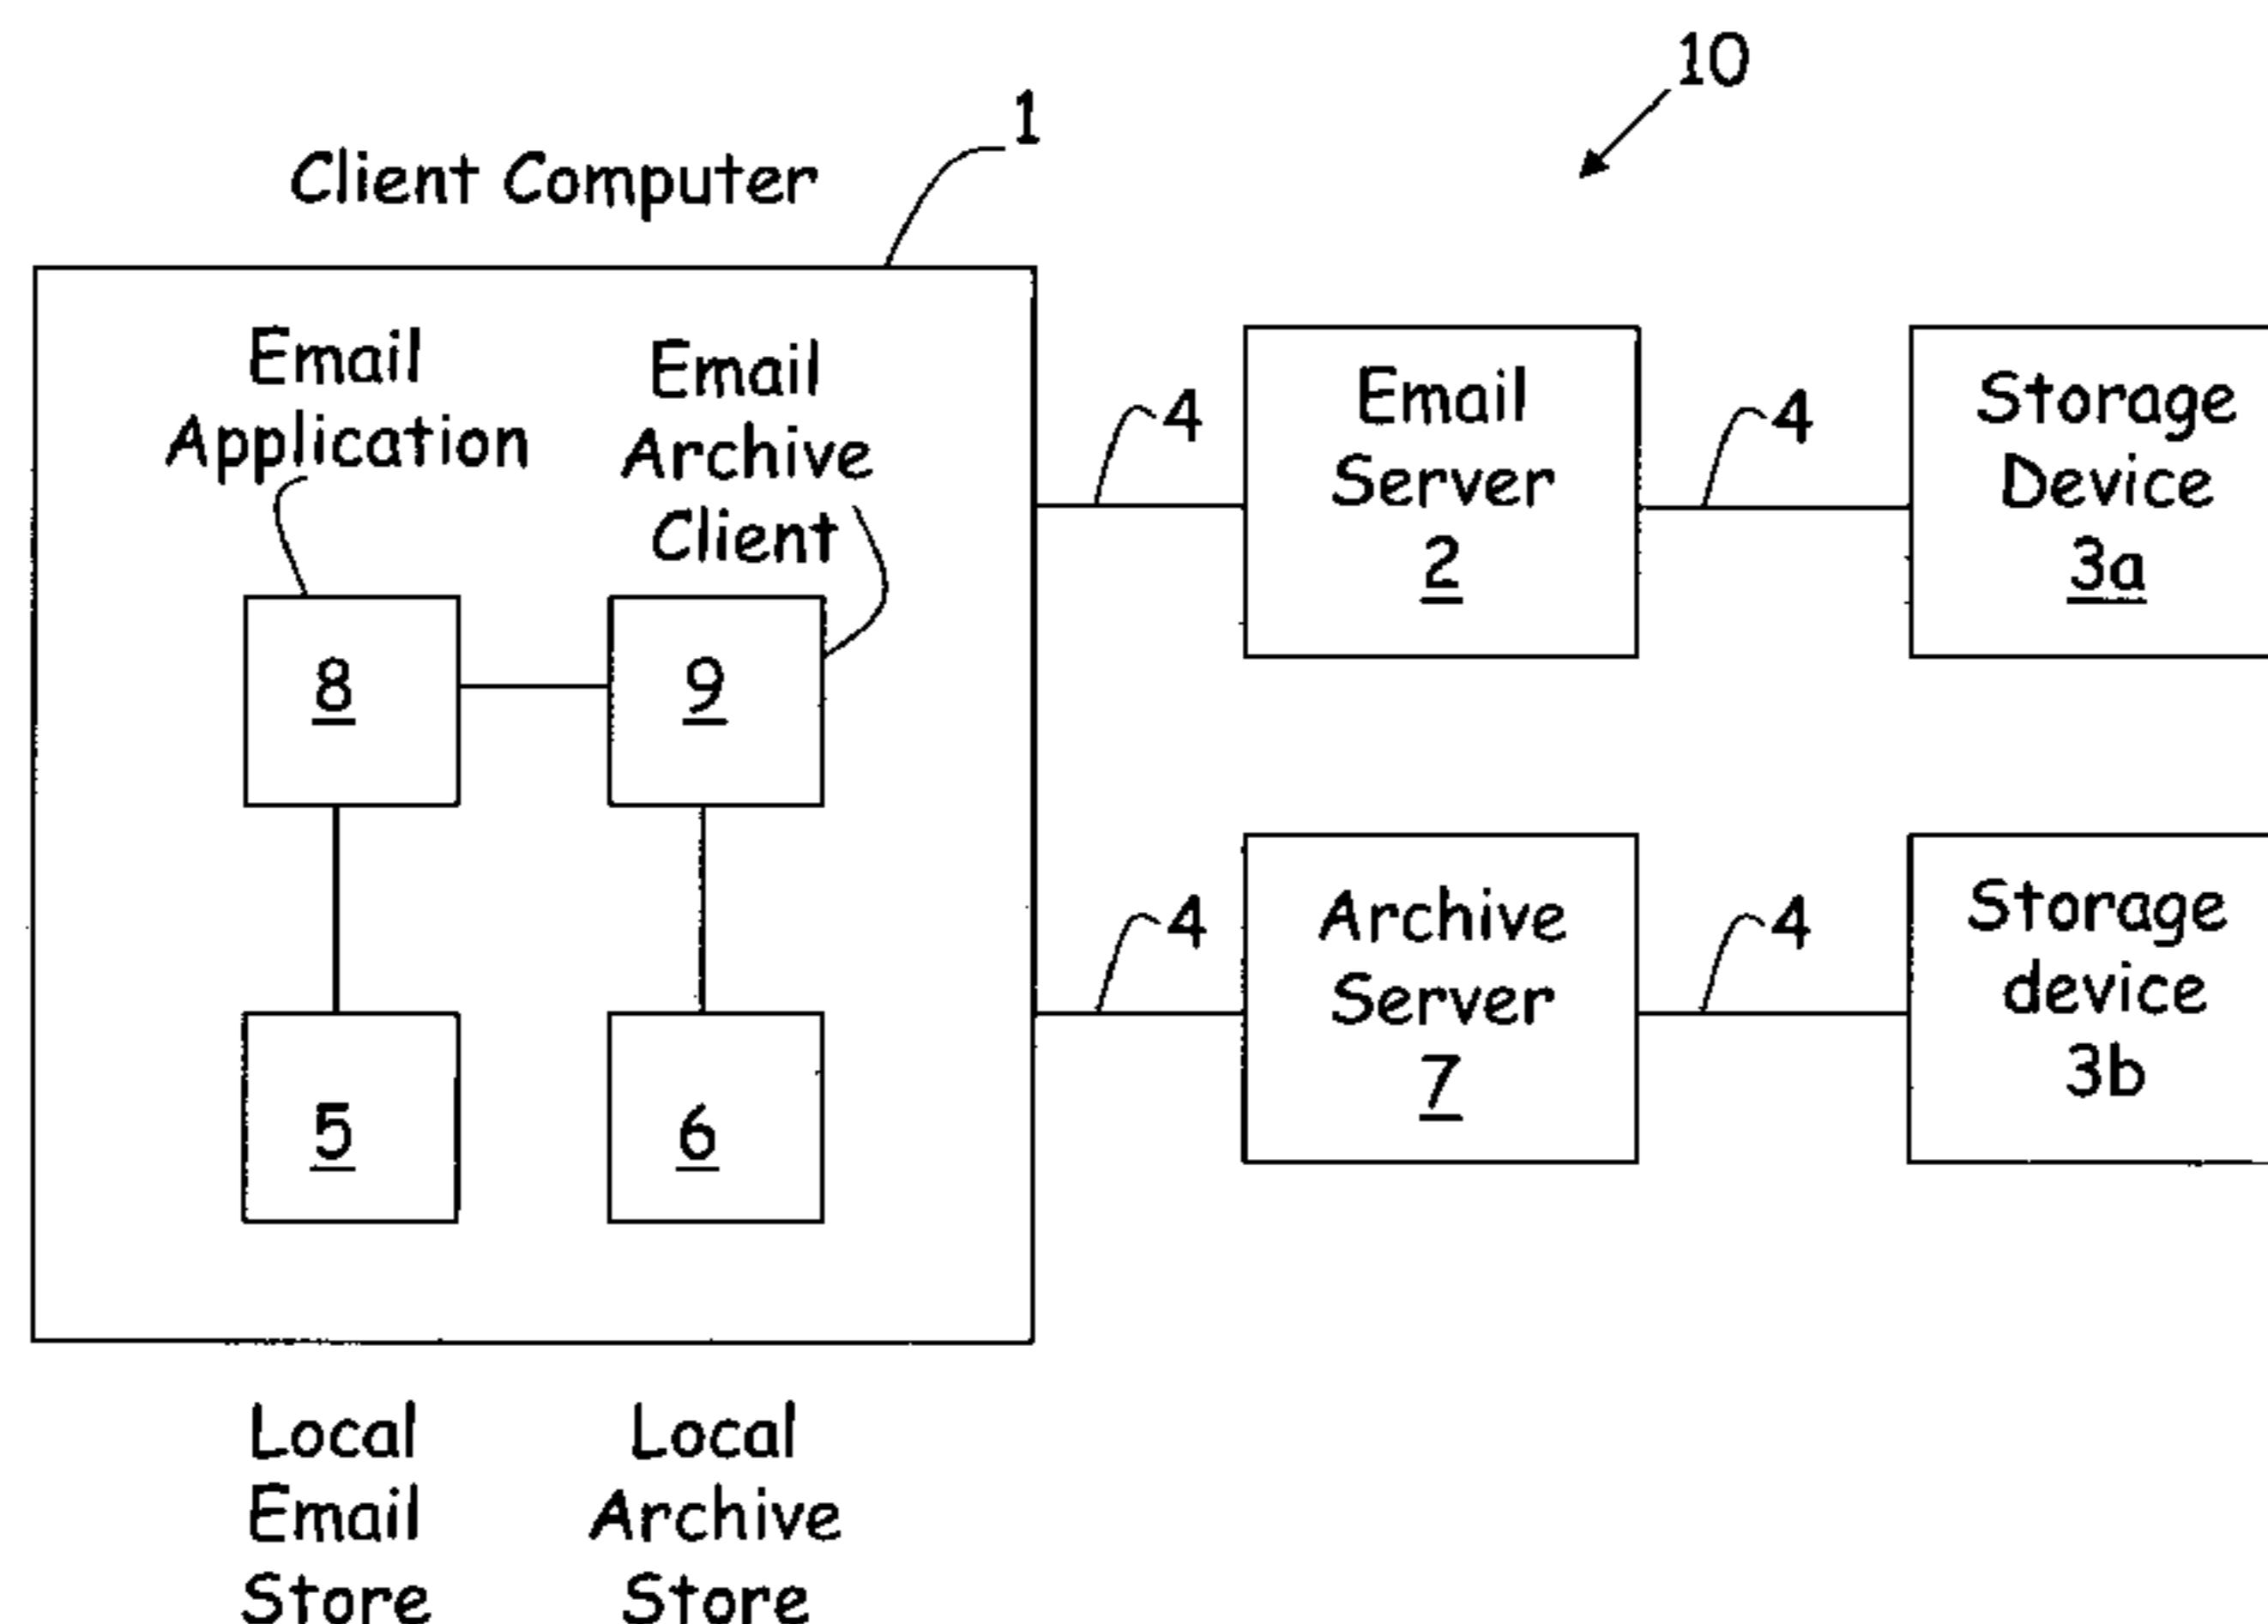 10
1
Client Computer
Email
Application
Email
Archive
Client
8
9
5
6
4
Email
Server
2
4
Storage
Device
3a
4
Archive
Server
7
4
Storage
device
3b
Local
Email
Store
Local
Archive
Store